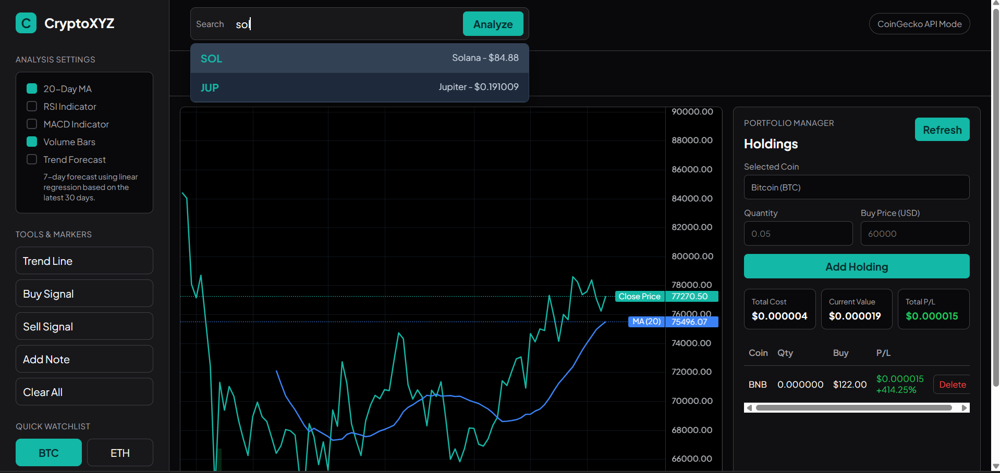 C
CryptoXYZ
ANALYSIS SETTINGS
20-Day MA
RSI Indicator
MACD Indicator
Volume Bars
Trend Forecast
7-day forecast using linear
regression based on the
latest 30 days.
TOOLS & MARKERS
Trend Line
Buy Signal
Sell Signal
Add Note
Clear All
QUICK WATCHLIST
BTC ETH
Search sol Analyze
SOL Solana - $84.88
JUP Jupiter - $0.191009
CoinGecko API Mode
90000.00
88000.00
86000.00
84000.00
82000.00
80000.00
78000.00
Close Price 77270.50
76000.00
MA (20) 75496.07
74000.00
72000.00
70000.00
68000.00
66000.00
PORTFOLIO MANAGER
Holdings
Refresh
Selected Coin
Bitcoin (BTC)
Quantity Buy Price (USD)
0.05 60000
Add Holding
Total Cost Current Value Total P/L
$0.000004 $0.000019 $0.000015
Coin Qty Buy P/L
BNB 0.000000 $122.00 $0.000015 Delete
+414.25%